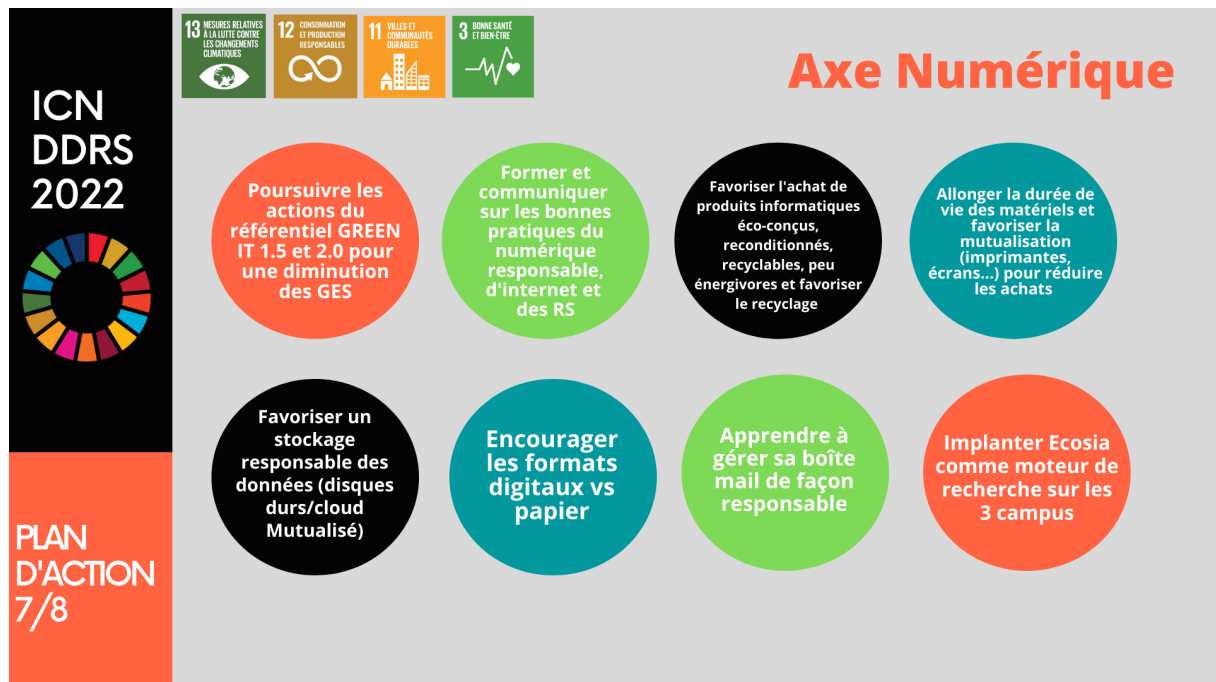 ICN
DDRS
2022
PLAN
D'ACTION
7/8
13 MESURES RELATIVES
À LA LUTTE CONTRE
LES CHANGEMENTS
CLIMATIQUES
12 CONSOMMATION
ET PRODUCTION
RESPONSABLES
11 VILLES ET
COMMUNAUTÉS
DURABLES
3 BONNE SANTÉ
ET BIEN-ÊTRE
Axe Numérique
Poursuivre les
actions du
référentiel GREEN
IT 1.5 et 2.0 pour
une diminution
des GES
Former et
communiquer
sur les bonnes
pratiques du
numérique
responsable,
d'internet et
des RS
Favoriser l'achat de
produits informatiques
éco-conçus,
reconditionnés,
recyclables, peu
énergivores et favoriser
le recyclage
Allonger la durée de
vie des matériels et
favoriser la
mutualisation
(imprimantes,
écrans...) pour réduire
les achats
Favoriser un
stockage
responsable des
données (disques
durs/cloud
Mutualisé)
Encourager
les formats
digitaux vs
papier
Apprendre à
gérer sa boîte
mail de façon
responsable
Implanter Ecosia
comme moteur de
recherche sur les
3 campus